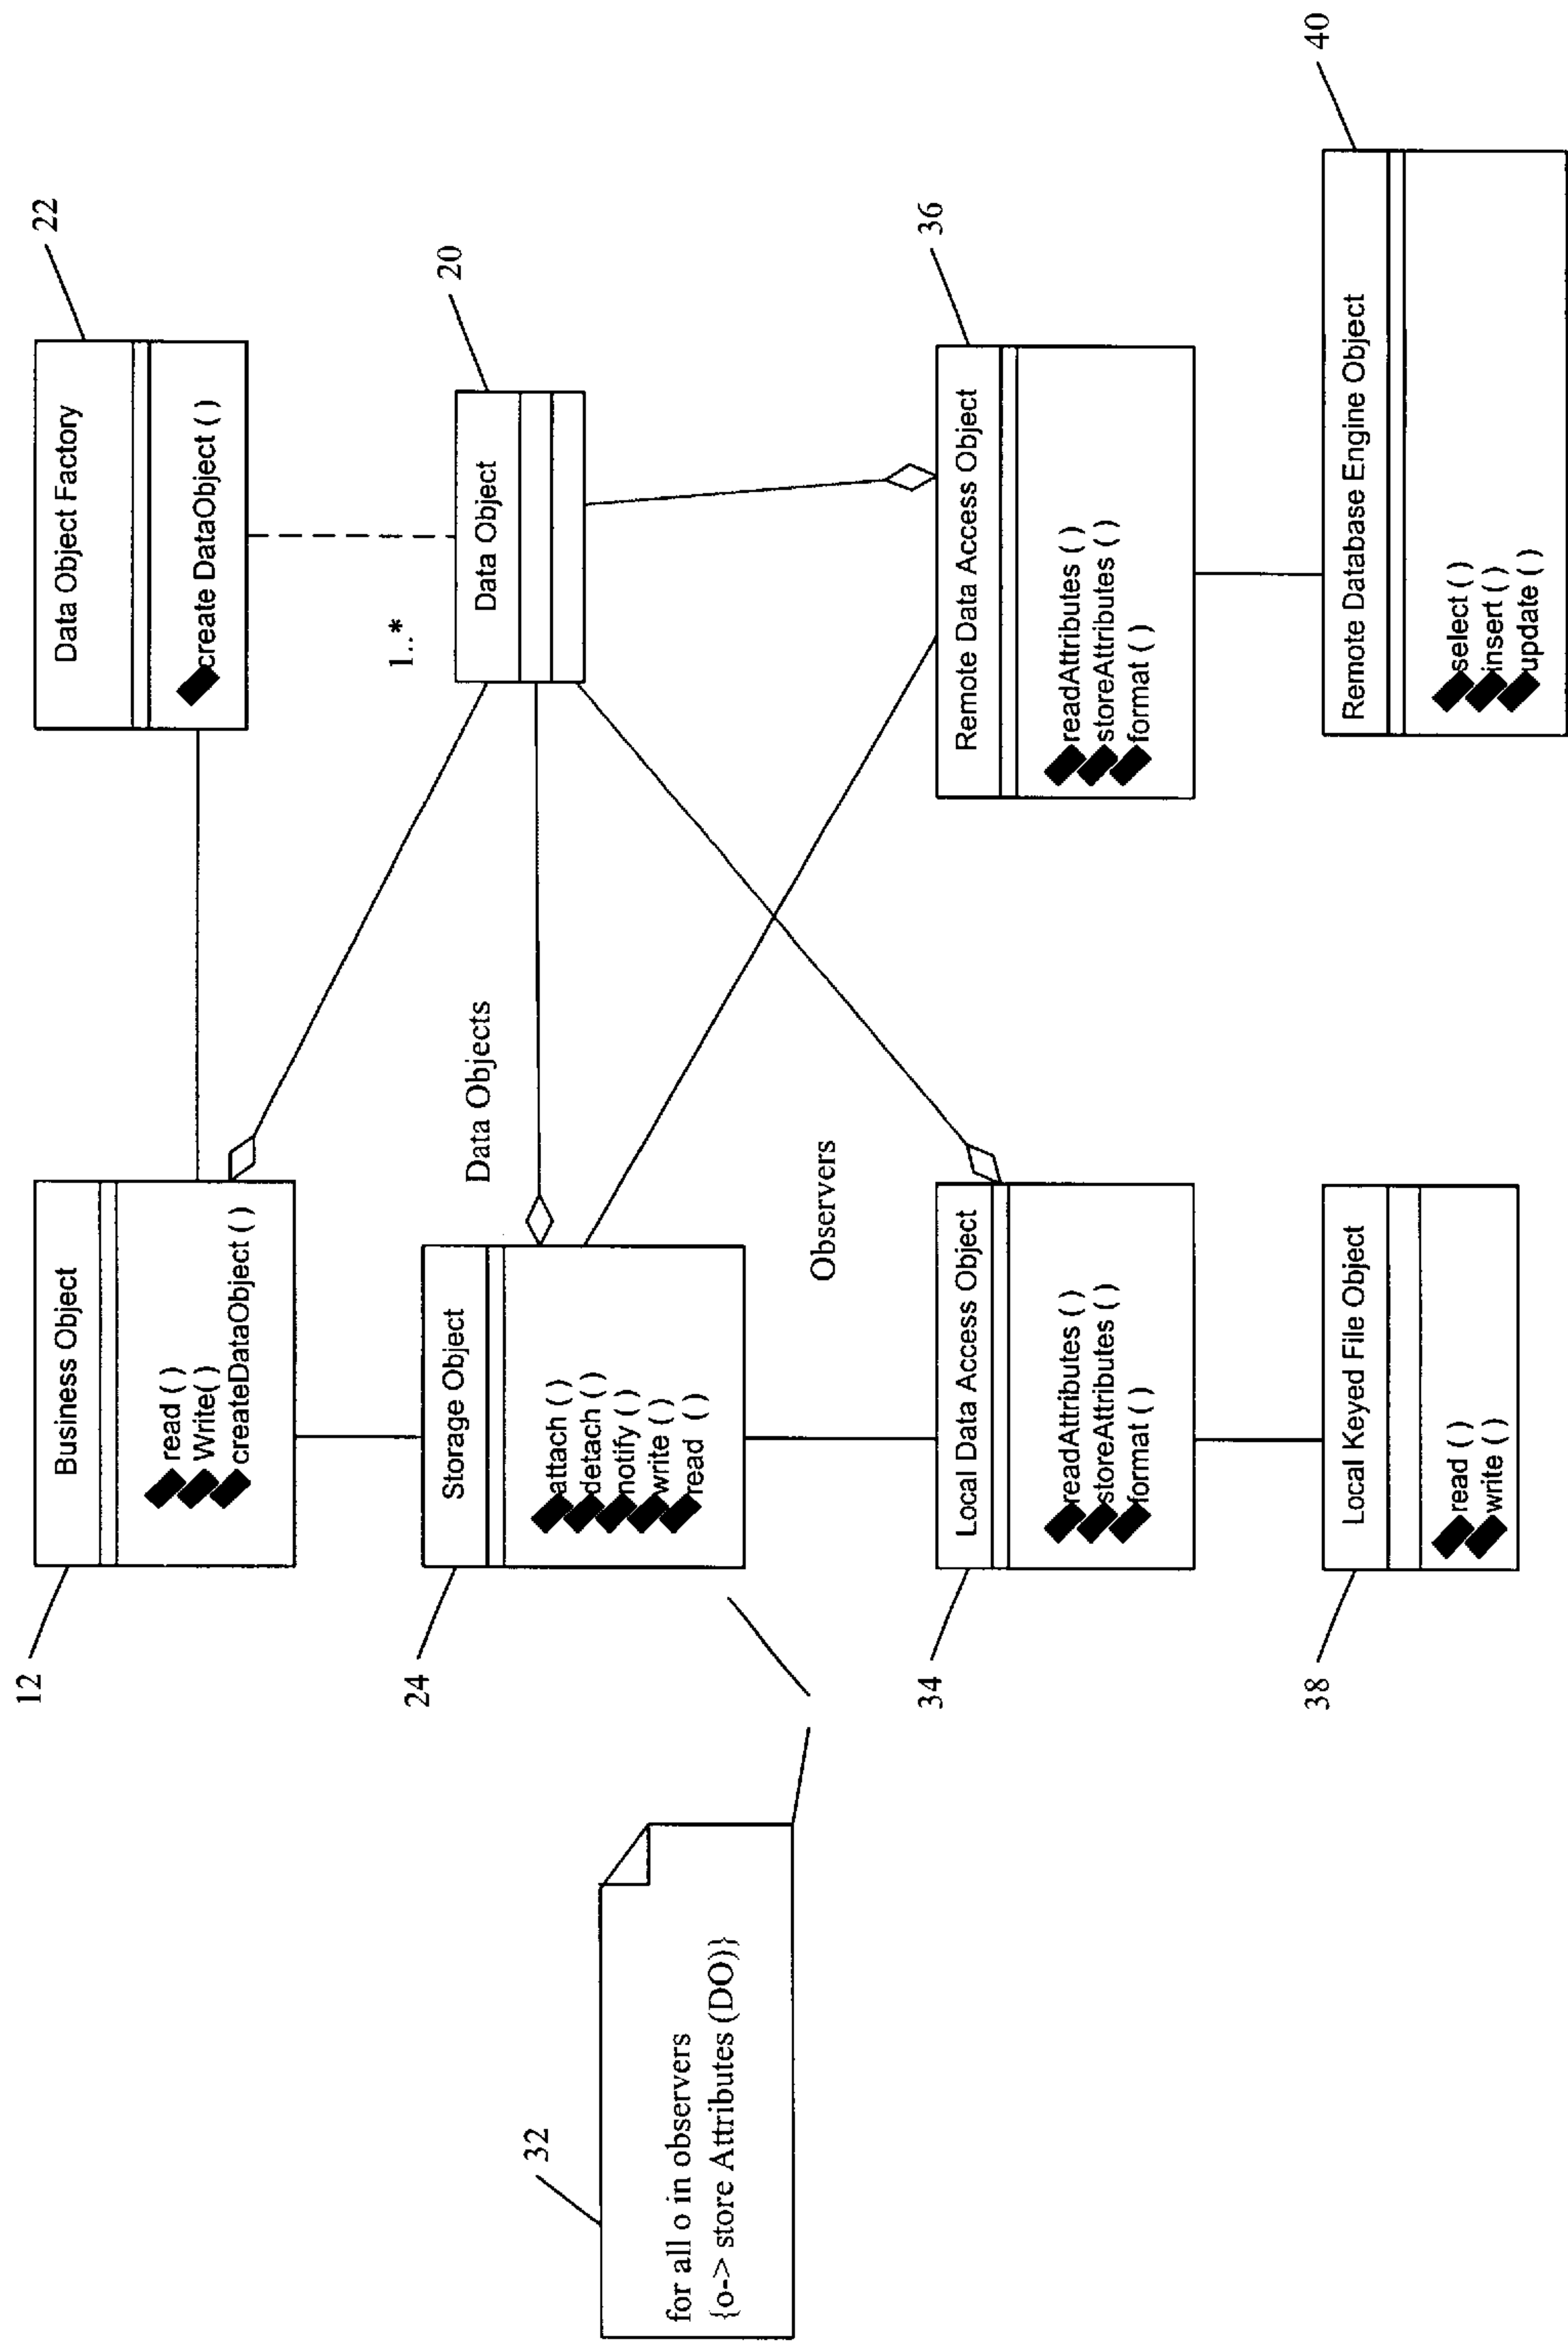 12
Business Object
read ( )
Write( )
createDataObject ( )
Data Object Factory
create DataObject ( )
22
32
for all o in observers
{o-> store Attributes (DO)}
24
Storage Object
attach ( )
detach ( )
notify ( )
write ( )
read ( )
Data Objects
1..*
Data Object
20
Observers
34
Local Data Access Object
readAttributes ( )
storeAttributes ( )
format ( )
Remote Data Access Object
readAttributes ( )
storeAttributes ( )
format ( )
36
38
Local Keyed File Object
read ( )
write ( )
Remote Database Engine Object
select ( )
insert ( )
update ( )
40